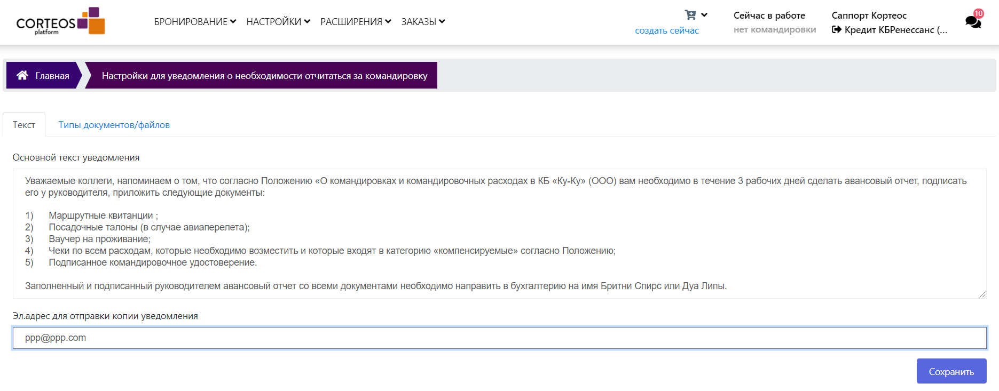 CORTEOS
platform
БРОНИРОВАНИЕ НАСТРОЙКИ РАСШИРЕНИЯ ЗАКАЗЫ
создать сейчас
Сейчас в работе
нет командировки
Саппорт Кортеос
Кредит КБРенессанс (...
10
Главная
Настройки для уведомления о необходимости отчитаться за командировку
Текст
Типы документов/файлов
Основной текст уведомления
Уважаемые коллеги, напоминаем о том, что согласно Положению «О командировках и командировочных расходах в КБ «Ку-Ку» (ООО) вам необходимо в течение 3 рабочих дней сделать авансовый отчет, подписать
его у руководителя, приложить следующие документы:
1) Маршрутные квитанции ;
2) Посадочные талоны (в случае авиаперелета);
3) Ваучер на проживание;
4) Чеки по всем расходам, которые необходимо возместить и которые входят в категорию «компенсируемые» согласно Положению;
5) Подписанное командировочное удостоверение.
Заполненный и подписанный руководителем авансовый отчет со всеми документами необходимо направить в бухгалтерию на имя Бритни Спирс или Дуа Липы.
Эл.адрес для отправки копии уведомления
ppp@ppp.com
Сохранить